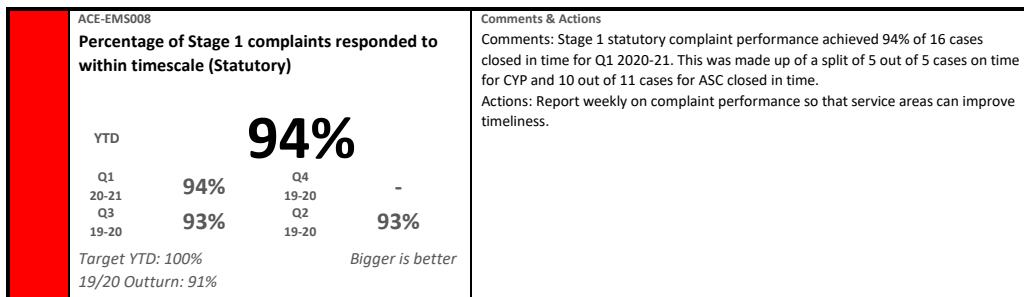 ACE-EMS008
Percentage of Stage 1 complaints responded to
within timescale (Statutory)
YTD 94%
Q1 20-21 94% Q4 19-20 -
Q3 19-20 93% Q2 19-20 93%
Target YTD: 100% Bigger is better
19/20 Outturn: 91%
Comments & Actions
Comments: Stage 1 statutory complaint performance achieved 94% of 16 cases
closed in time for Q1 2020-21. This was made up of a split of 5 out of 5 cases on time
for CYP and 10 out of 11 cases for ASC closed in time.
Actions: Report weekly on complaint performance so that service areas can improve
timeliness.